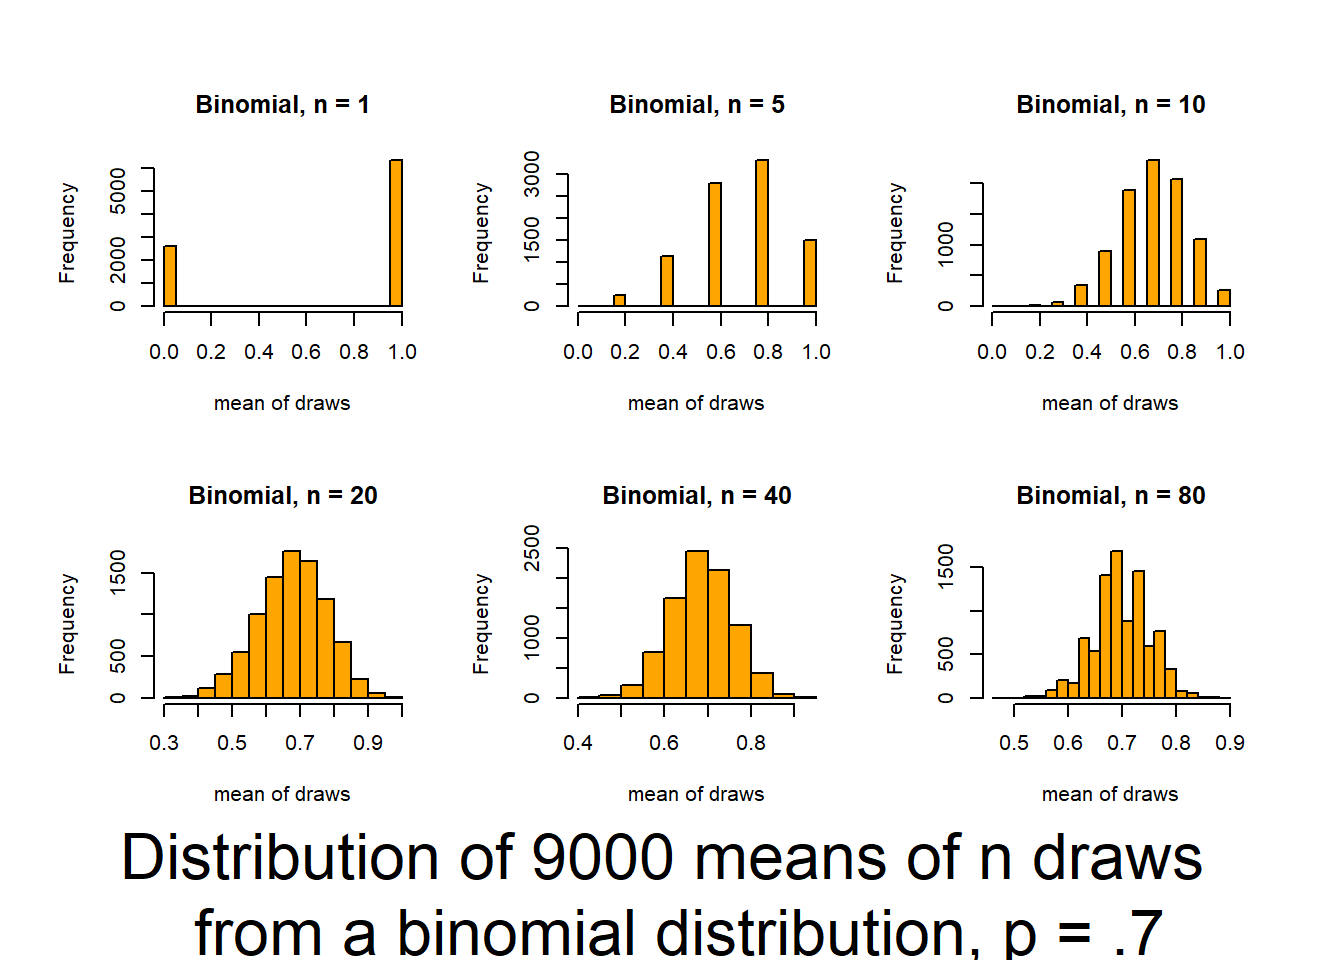 Binomial, n = 1
Frequency
0 2000 5000
0.0 0.2 0.4 0.6 0.8 1.0
mean of draws
Binomial, n = 5
Frequency
0 1500 3000
0.0 0.2 0.4 0.6 0.8 1.0
mean of draws
Binomial, n = 10
Frequency
0 1000
0.0 0.2 0.4 0.6 0.8 1.0
mean of draws
Binomial, n = 20
Frequency
0 500 1500
0.3 0.5 0.7 0.9
mean of draws
Binomial, n = 40
Frequency
0 1000 2500
0.4 0.6 0.8
mean of draws
Binomial, n = 80
Frequency
0 500 1500
0.5 0.6 0.7 0.8 0.9
mean of draws
Distribution of 9000 means of n draws
from a binomial distribution, p = .7